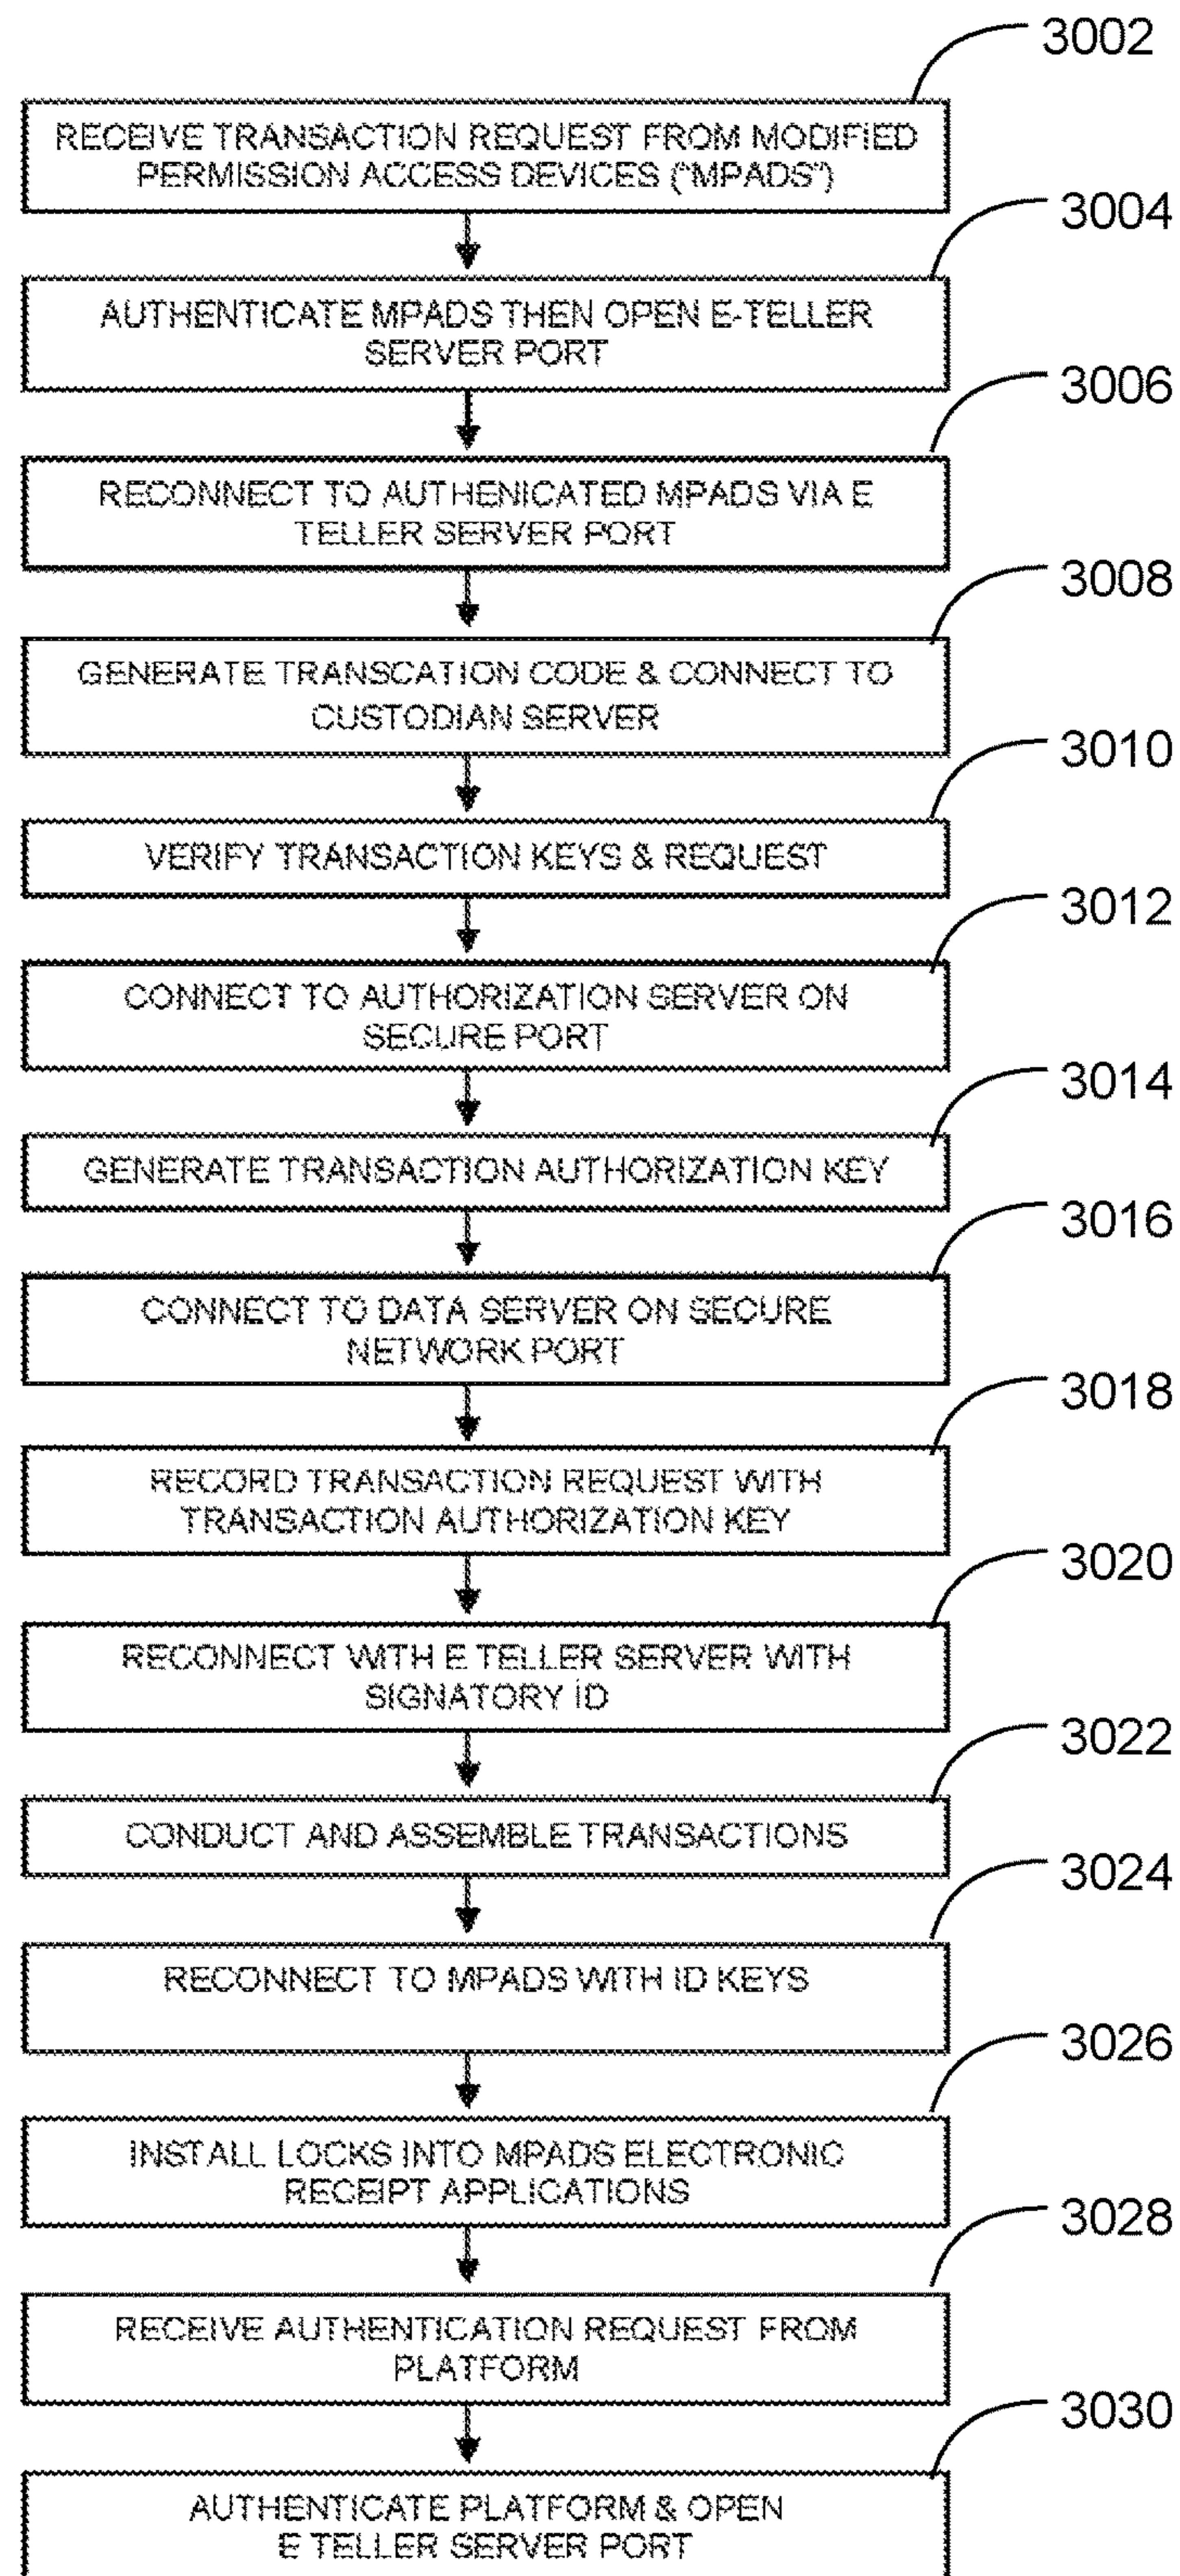 3002
RECEIVE TRANSACTION REQUEST FROM MODIFIED
PERMISSION ACCESS DEVICES ("MPADS")
3004
AUTHENTICATE MPADS THEN OPEN E-TELLER
SERVER PORT
3006
RECONNECT TO AUTHENICATED MPADS VIA E
TELLER SERVER PORT
3008
GENERATE TRANSCATION CODE & CONNECT TO
CUSTODIAN SERVER
3010
VERIFY TRANSACTION KEYS & REQUEST
3012
CONNECT TO AUTHORIZATION SERVER ON
SECURE PORT
3014
GENERATE TRANSACTION AUTHORIZATION KEY
3016
CONNECT TO DATA SERVER ON SECURE
NETWORK PORT
3018
RECORD TRANSACTION REQUEST WITH
TRANSACTION AUTHORIZATION KEY
3020
RECONNECT WITH E TELLER SERVER WITH
SIGNATORY ID
3022
CONDUCT AND ASSEMBLE TRANSACTIONS
3024
RECONNECT TO MPADS WITH ID KEYS
3026
INSTALL LOCKS INTO MPADS ELECTRONIC
RECEIPT APPLICATIONS
3028
RECEIVE AUTHENTICATION REQUEST FROM
PLATFORM
3030
AUTHENTICATE PLATFORM & OPEN
E TELLER SERVER PORT